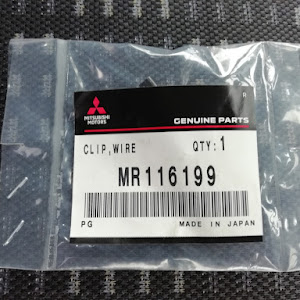 R
MITSUBISHI
MOTORS
GENUINE PARTS
CLIP,WIRE QTY:1
MR116199
PG MADE IN JAPAN